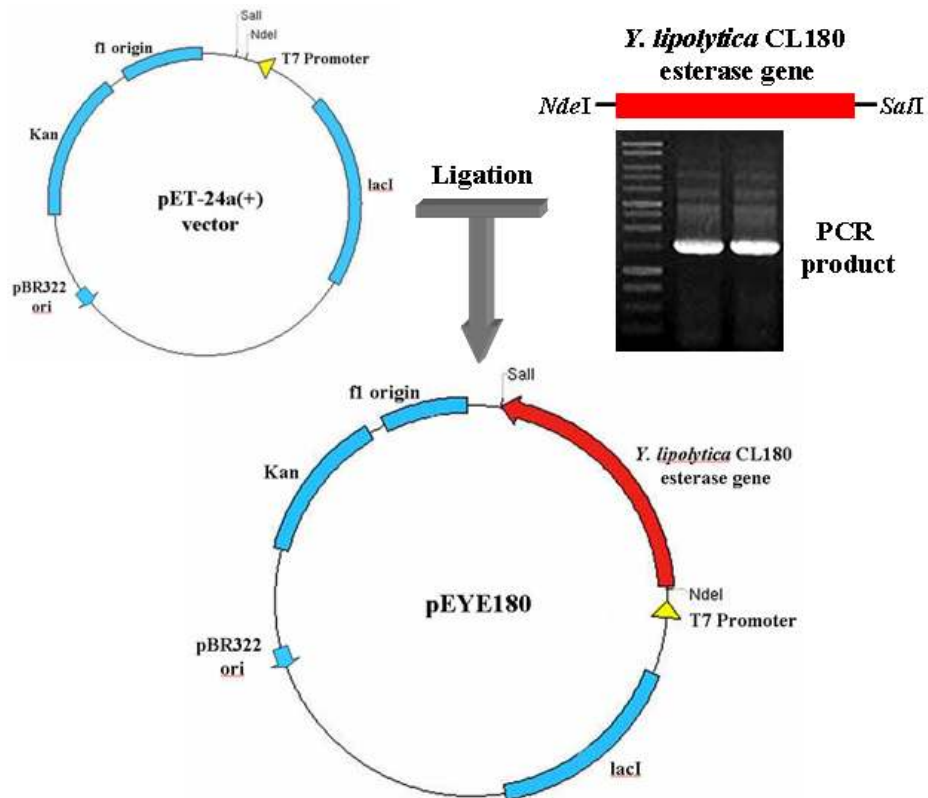 SalI
NdeI
f1 origin
T7 Promoter
Kan
lacI
pET-24a(+)
vector
pBR322
ori
Y. lipolytica CL180
esterase gene
NdeI
SalI
Ligation
PCR
product
SalI
f1 origin
Y. lipolytica CL180
esterase gene
Kan
NdeI
T7 Promoter
pEYE180
pBR322
ori
lacI